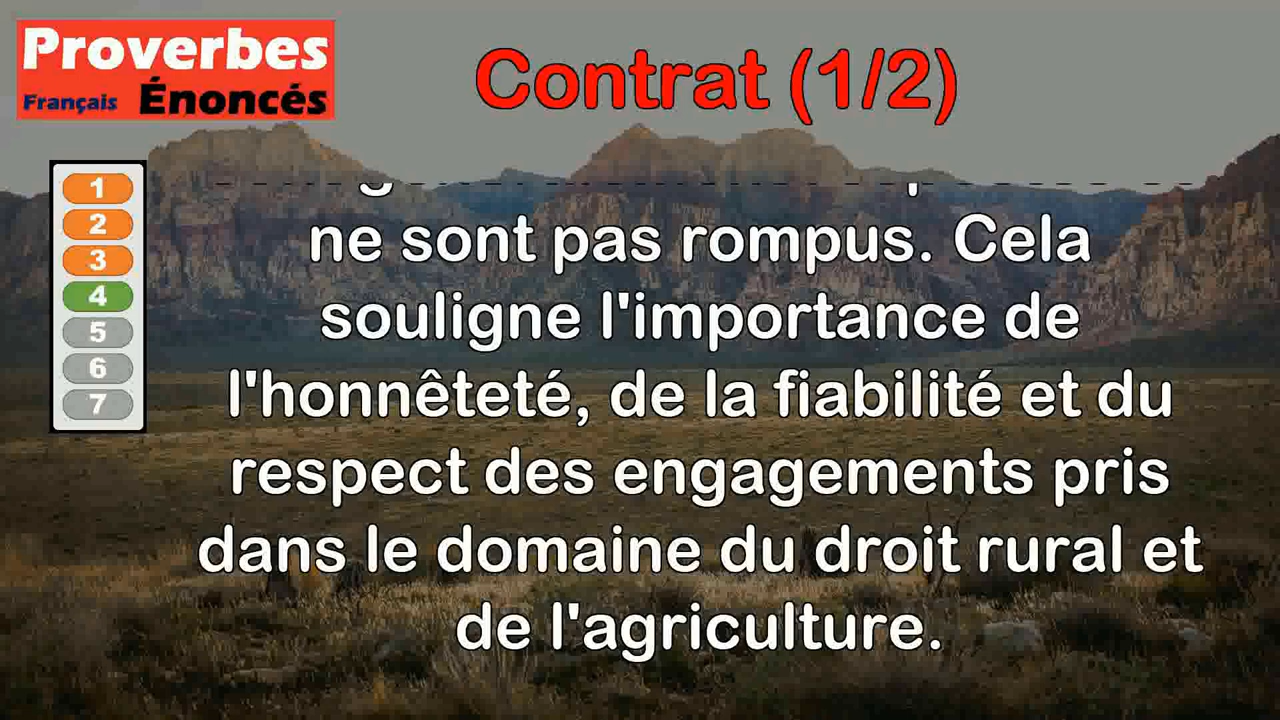 Proverbes
Français Énoncés
Contrat (1/2)
1
2
3
4
5
6
7
ne sont pas rompus. Cela
souligne l'importance de
l'honnêteté, de la fiabilité et du
respect des engagements pris
dans le domaine du droit rural et
de l'agriculture.